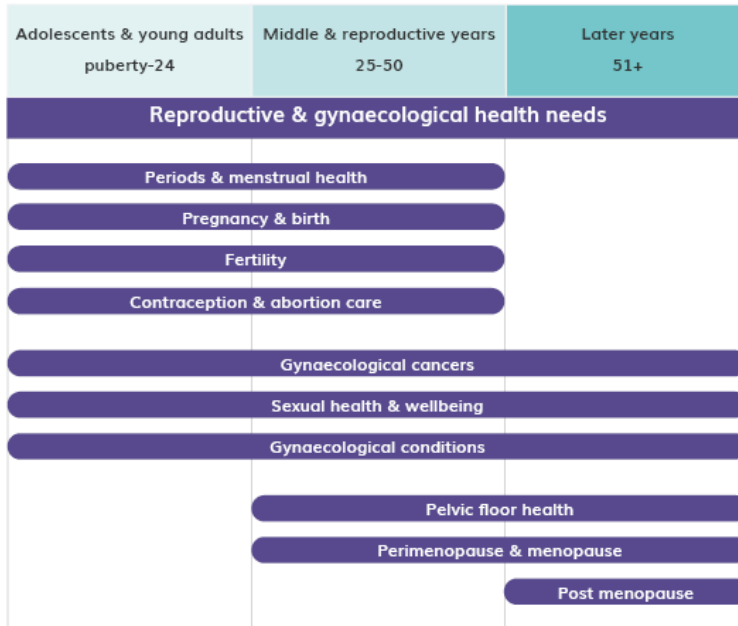 Adolescents & young adults
puberty-24
Middle & reproductive years
25-50
Later years
51+
Reproductive & gynaecological health needs
Periods & menstrual health
Pregnancy & birth
Fertility
Contraception & abortion care
Gynaecological cancers
Sexual health & wellbeing
Gynaecological conditions
Pelvic floor health
Perimenopause & menopause
Post menopause